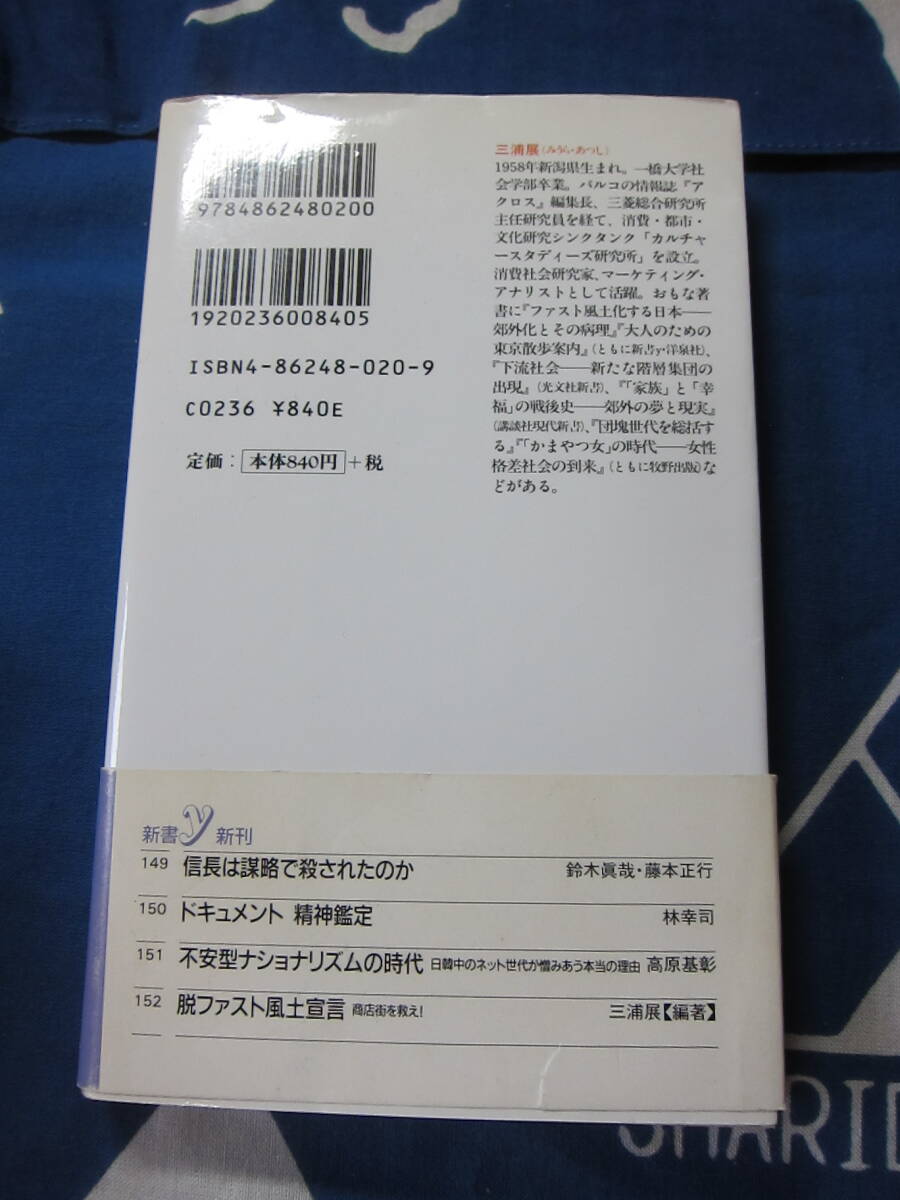 9784862480200
1920236008405
ISBN4-86248-020-9
C0236 ¥840E
定価：本体840円＋税
三浦展（みうら・あつし）
1958年新潟県生まれ。一橋大学社
会学部卒業。パルコの情報誌『ア
クロス』編集長、三菱総合研究所
主任研究員を経て、消費・都市・
文化研究シンクタンク「カルチャ
ースタディーズ研究所」を設立。
消費社会研究家、マーケティング・
アナリストとして活躍。おもな著
書に『ファスト風土化する日本——
郊外化とその病理』『大人のための
東京散歩案内』（ともに新書y・洋泉社）、
『下流社会——新たな階層集団の
出現』（光文社新書）、『「家族」と「幸
福」の戦後史——郊外の夢と現実』
（講談社現代新書）、『団塊世代を総括す
る』『「かまやつ女」の時代——女性
格差社会の到来』（ともに牧野出版）な
どがある。
新書y新刊
149 信長は謀略で殺されたのか 鈴木眞哉・藤本正行
150 ドキュメント 精神鑑定 林幸司
151 不安型ナショナリズムの時代 日韓中のネット世代が憎みあう本当の理由 高原基彰
152 脱ファスト風土宣言 商店街を救え! 三浦展【編著】